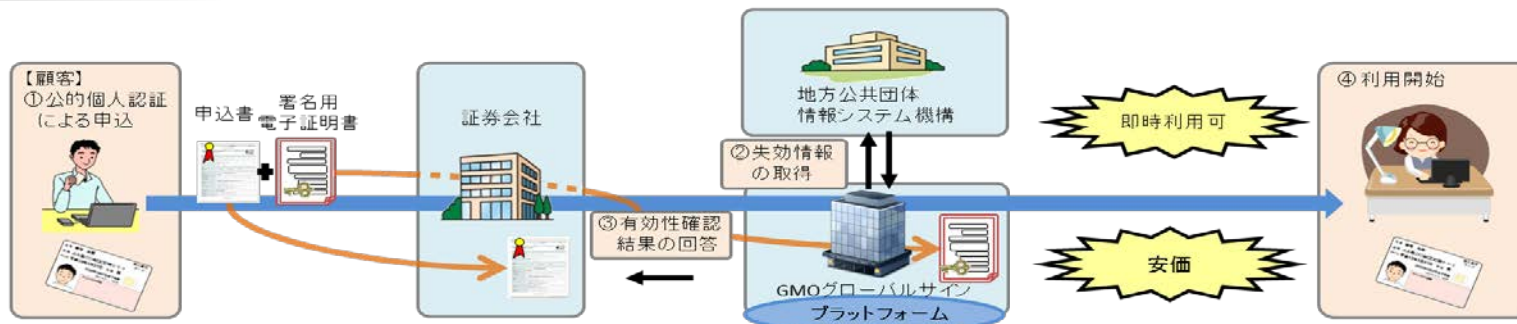 【顧客】
①公的個人認証
による申込
申込書
署名用
電子証明書
証券会社
地方公共団体
情報システム機構
②失効情報
の取得
③有効性確認
結果の回答
GMOグローバルサイン
プラットフォーム
即時利用可
安価
④利用開始